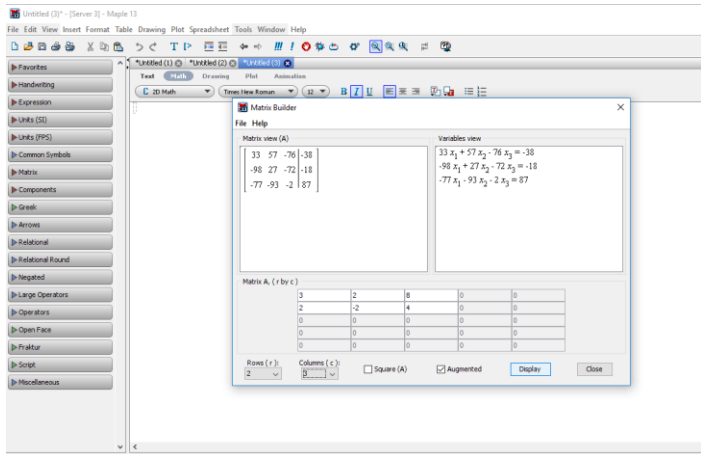 Untitled (3)* - [Server 3] - Maple 13
File Edit View Insert Format Table Drawing Plot Spreadsheet Tools Window Help
*Untitled (1) *Untitled (2) *Untitled (3)
Text Math Drawing Plot Animation
C 2D Math Times New Roman 12 B I U
Favorites
Handwriting
Expression
Units (SI)
Units (FPS)
Common Symbols
Matrix
Components
Greek
Arrows
Relational
Relational Round
Negated
Large Operators
Operators
Open Face
Fraktur
Script
Miscellaneous
Matrix Builder
File Help
Matrix view (A)
33 57 -76 -38
-98 27 -72 -18
-77 -93 -2 87
Variables view
33 x₁ + 57 x₂ - 76 x₃ = -38
-98 x₁ + 27 x₂ - 72 x₃ = -18
-77 x₁ - 93 x₂ - 2 x₃ = 87
Matrix A, ( r by c )
3 2 8 0 0
2 -2 4 0 0
0 0 0 0 0
0 0 0 0 0
0 0 0 0 0
Rows ( r ): Columns ( c ):
2 3 Square (A) Augmented Display Close